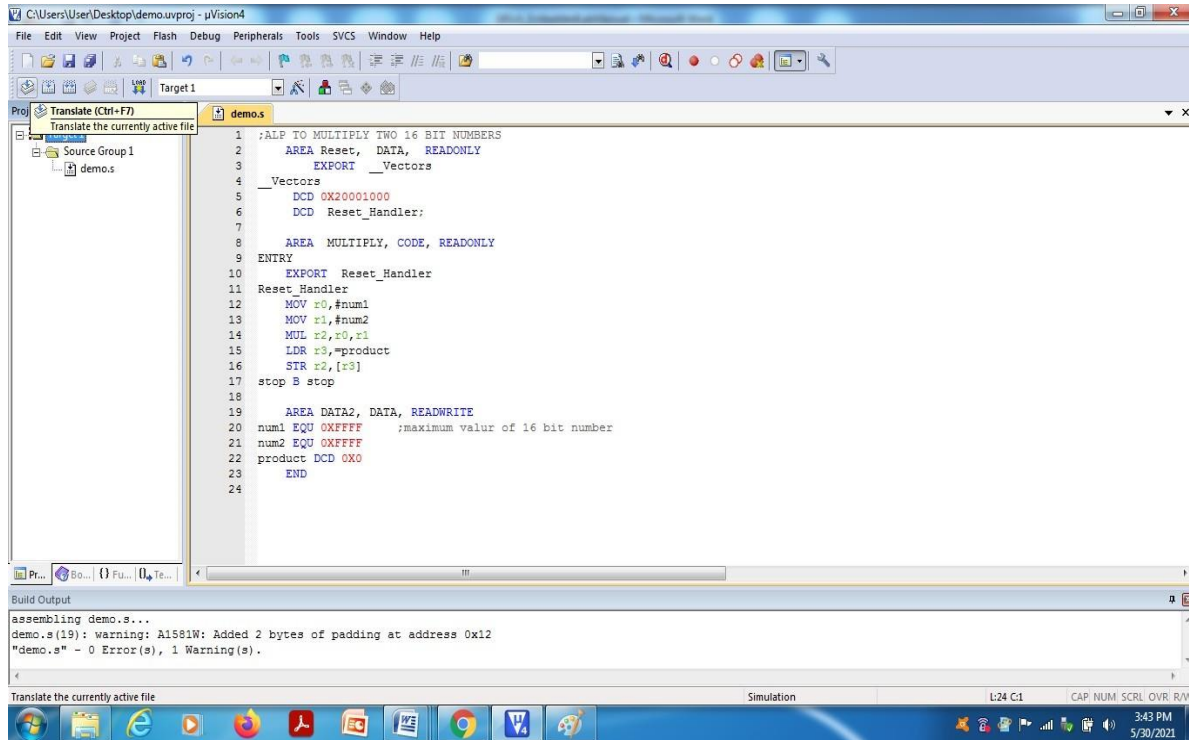 C:\Users\User\Desktop\demo.uvproj - µVision4
File Edit View Project Flash Debug Peripherals Tools SVCS Window Help
LOAD Target 1
Proj
Translate (Ctrl+F7)
Translate the currently active file
Source Group 1
demo.s
demo.s
1 ;ALP TO MULTIPLY TWO 16 BIT NUMBERS
2 AREA Reset, DATA, READONLY
3 EXPORT __Vectors
4 __Vectors
5 DCD 0X20001000
6 DCD Reset_Handler;
7
8 AREA MULTIPLY, CODE, READONLY
9 ENTRY
10 EXPORT Reset_Handler
11 Reset_Handler
12 MOV r0,#num1
13 MOV r1,#num2
14 MUL r2,r0,r1
15 LDR r3,=product
16 STR r2,[r3]
17 stop B stop
18
19 AREA DATA2, DATA, READWRITE
20 num1 EQU 0XFFFF ;maximum valur of 16 bit number
21 num2 EQU 0XFFFF
22 product DCD 0X0
23 END
24
Pr... Bo... {} Fu... Te...
Build Output
assembling demo.s...
demo.s(19): warning: A1581W: Added 2 bytes of padding at address 0x12
"demo.s" - 0 Error(s), 1 Warning(s).
Translate the currently active file Simulation L:24 C:1 CAP NUM SCRL OVR R/W
3:43 PM
5/30/2021